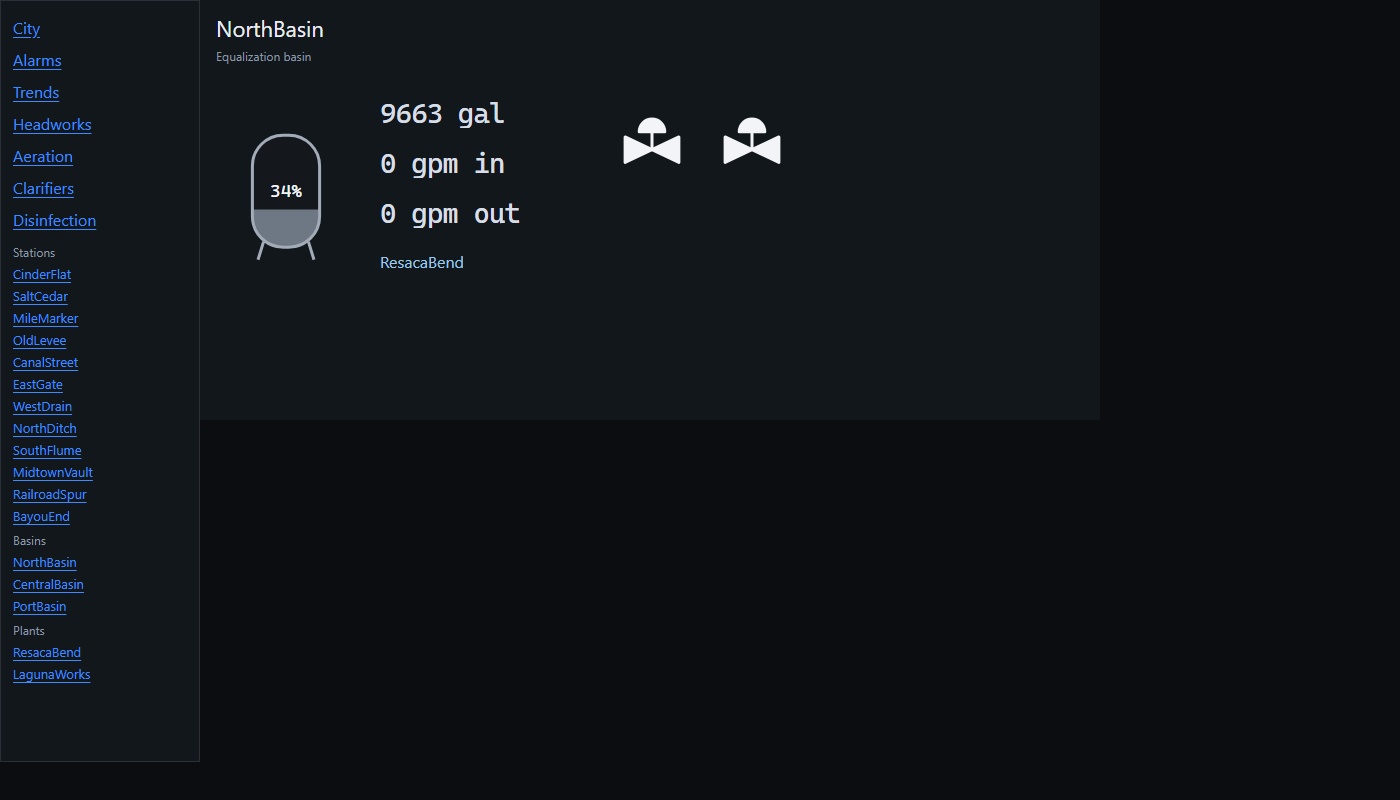 City
Alarms
Trends
Headworks
Aeration
Clarifiers
Disinfection
Stations
CinderFlat
SaltCedar
MileMarker
OldLevee
CanalStreet
EastGate
WestDrain
NorthDitch
SouthFlume
MidtownVault
RailroadSpur
BayouEnd
Basins
NorthBasin
CentralBasin
PortBasin
Plants
ResacaBend
LagunaWorks
NorthBasin
Equalization basin
34%
9663 gal
0 gpm in
0 gpm out
ResacaBend